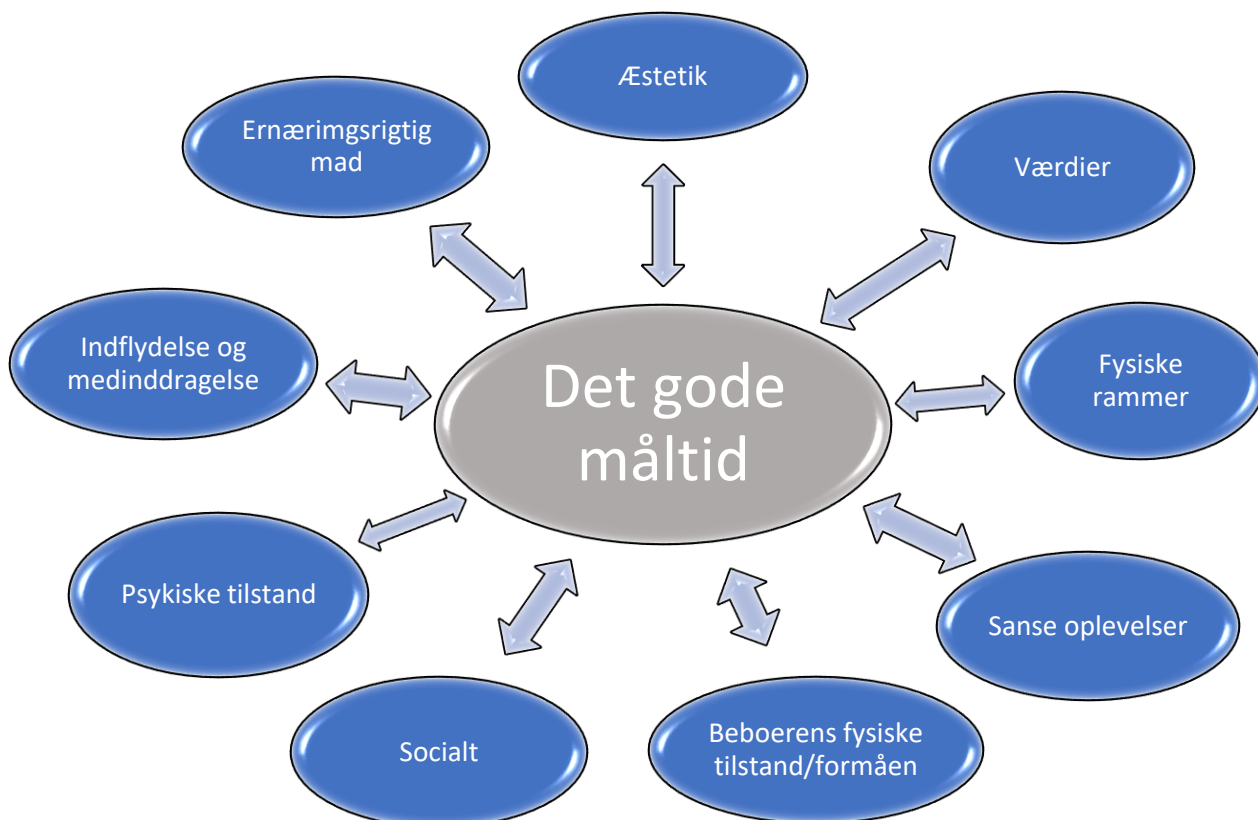 Æstetik
Ernærimgsrigtig
mad
Værdier
Indflydelse og
medinddragelse
Det gode
måltid
Fysiske
rammer
Psykiske tilstand
Sanse oplevelser
Socialt
Beboerens fysiske
tilstand/formåen